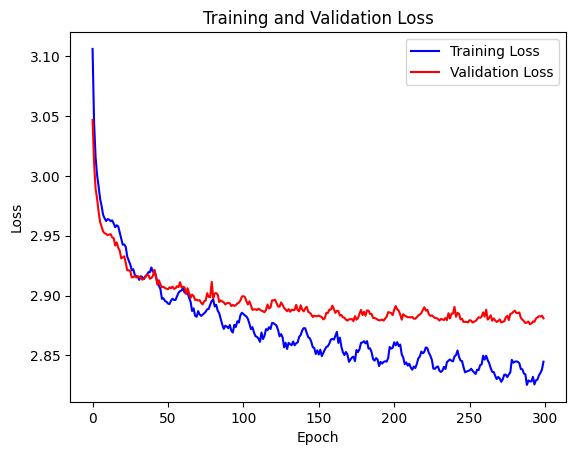 Training and Validation Loss
Training Loss
Validation Loss
3.10
3.05
3.00
2.95
2.90
2.85
Loss
0 50 100 150 200 250 300
Epoch